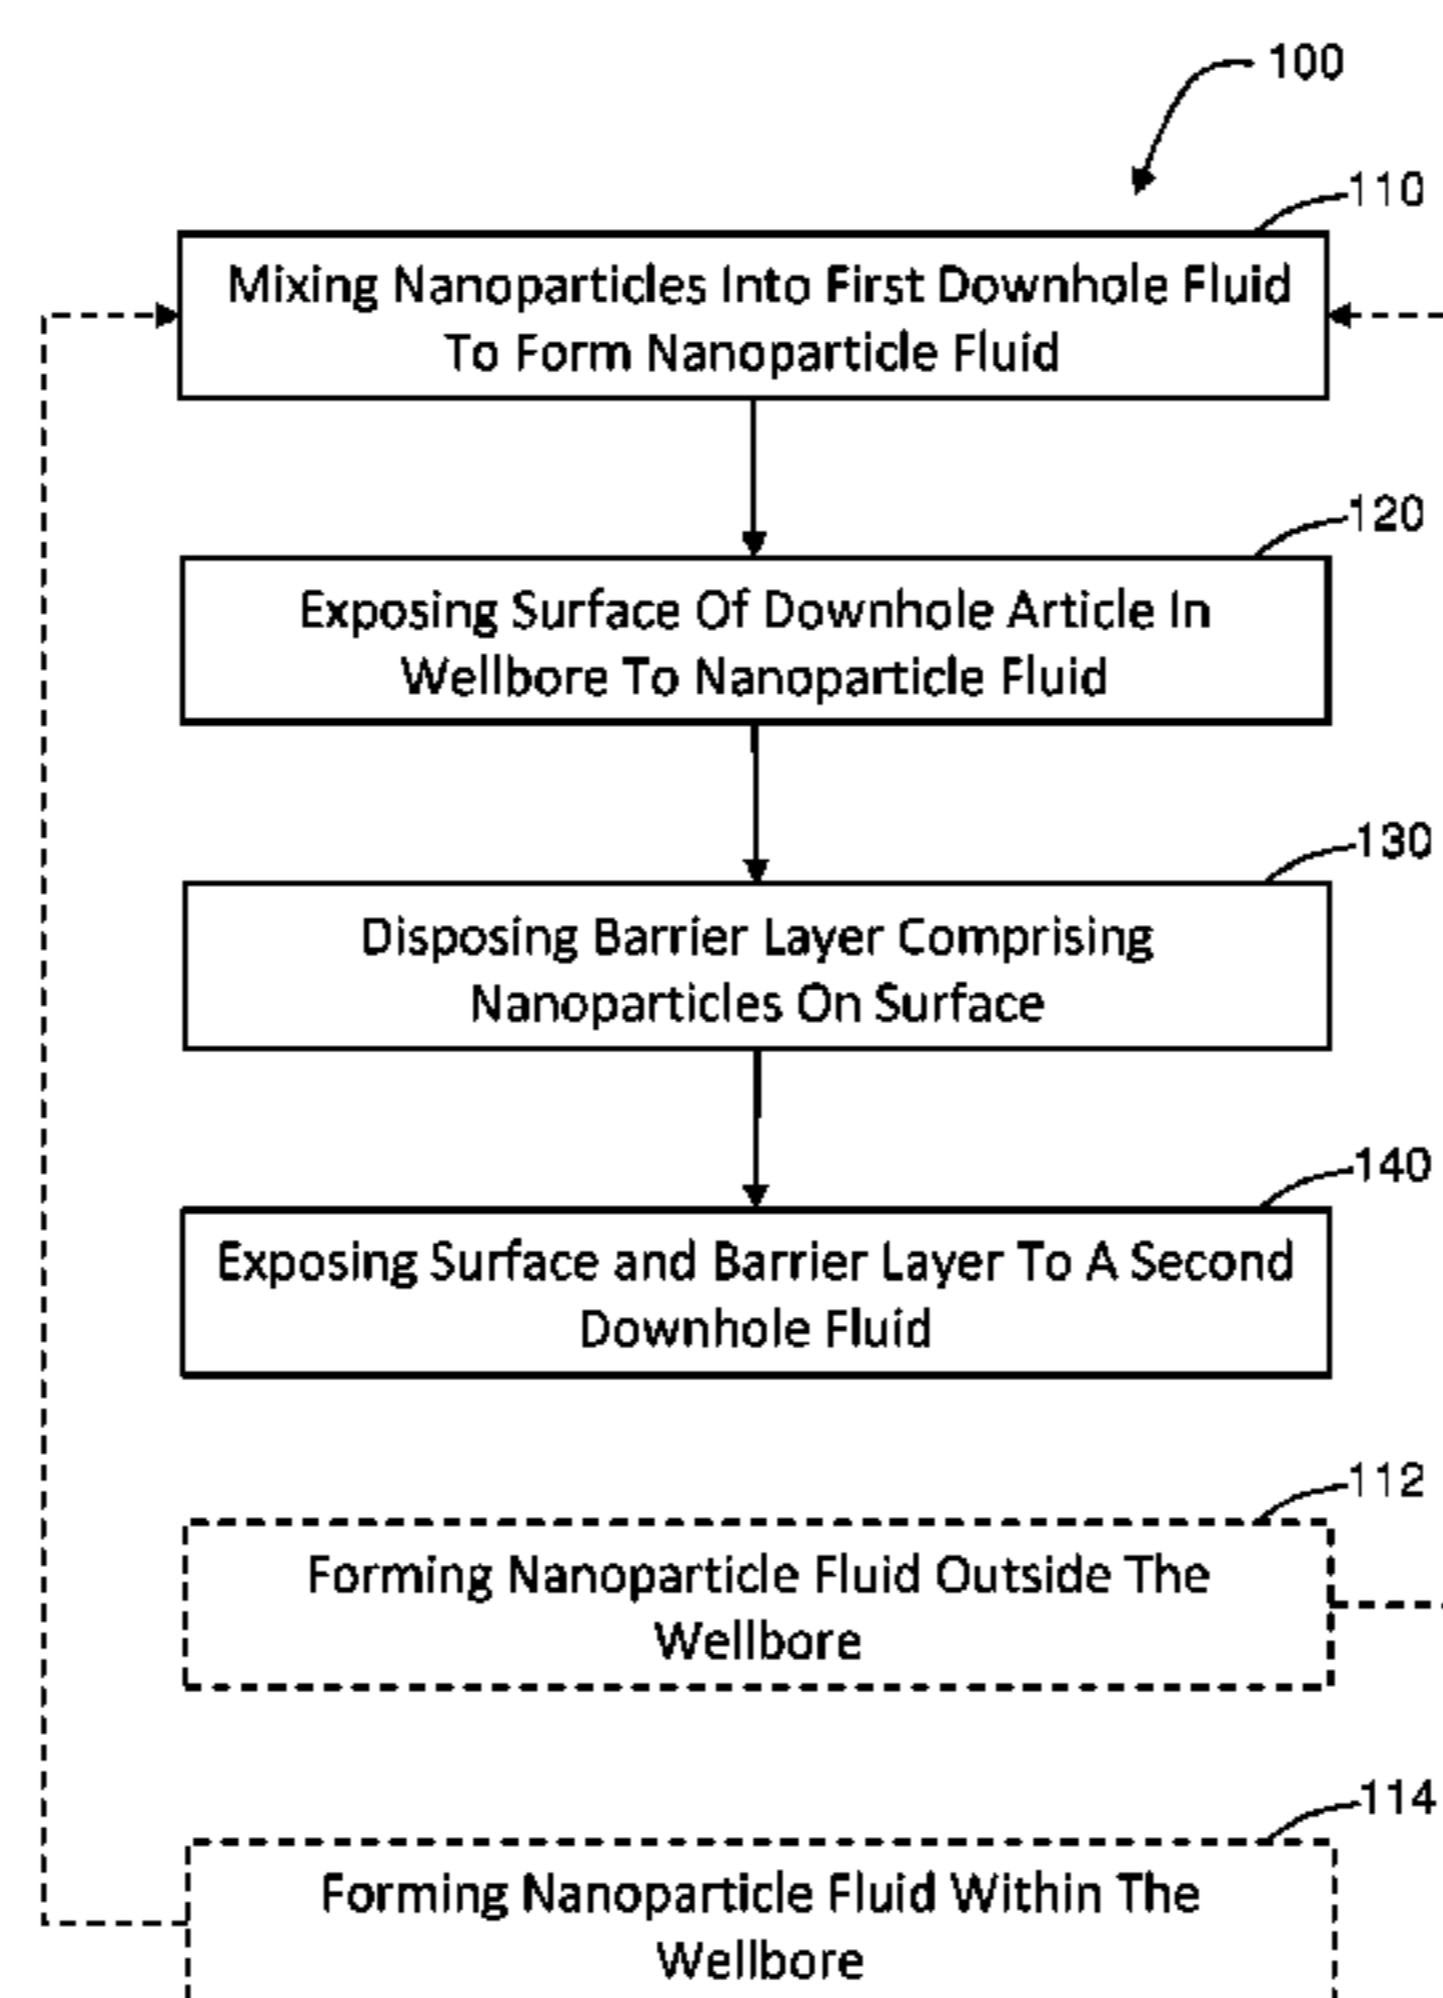 100
110
Mixing Nanoparticles Into First Downhole Fluid
To Form Nanoparticle Fluid
120
Exposing Surface Of Downhole Article In
Wellbore To Nanoparticle Fluid
130
Disposing Barrier Layer Comprising
Nanoparticles On Surface
140
Exposing Surface and Barrier Layer To A Second
Downhole Fluid
112
Forming Nanoparticle Fluid Outside The
Wellbore
114
Forming Nanoparticle Fluid Within The
Wellbore